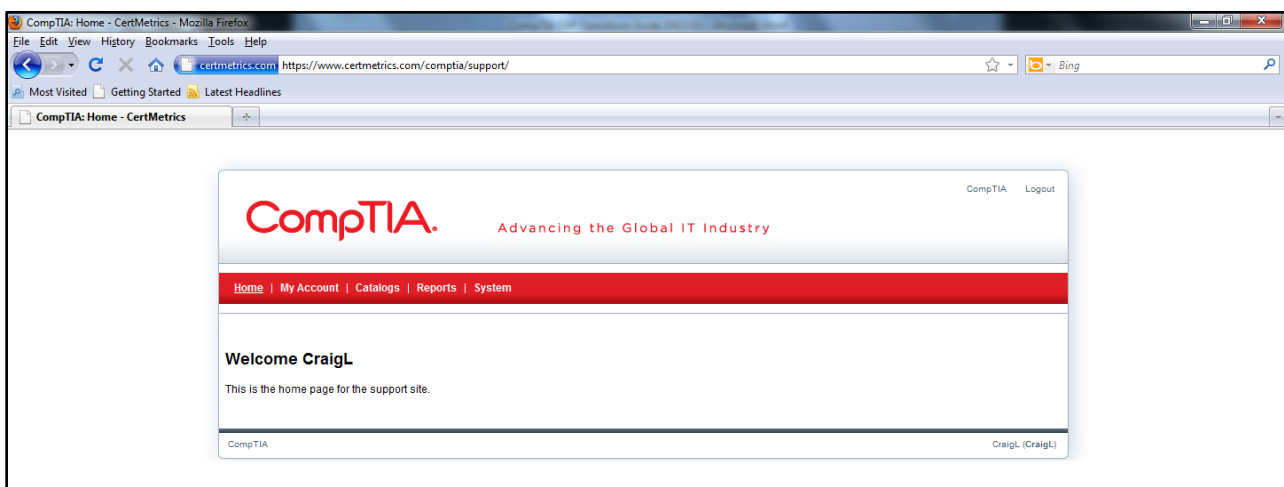 CompTIA: Home - CertMetrics - Mozilla Firefox
File Edit View History Bookmarks Tools Help
certmetrics.com https://www.certmetrics.com/comptia/support/ Bing
Most Visited Getting Started Latest Headlines
CompTIA: Home - CertMetrics
CompTIA Logout
CompTIA. Advancing the Global IT Industry
Home | My Account | Catalogs | Reports | System
Welcome CraigL
This is the home page for the support site.
CompTIA CraigL (CraigL)